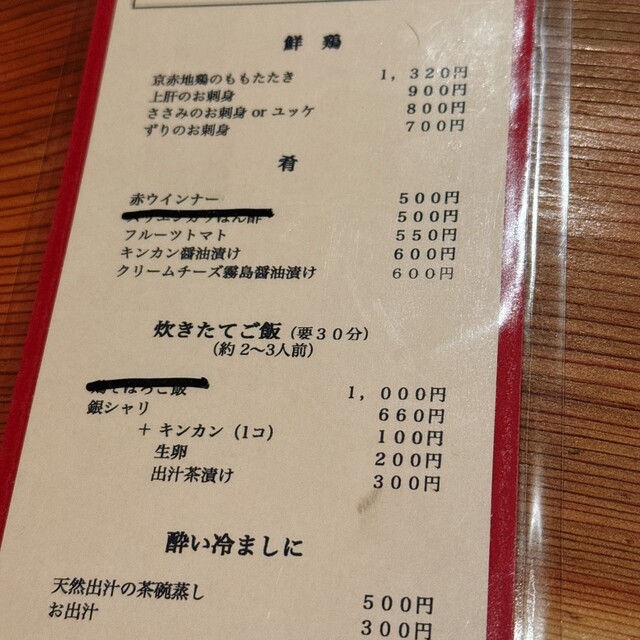 鮮 鶏
京赤地鶏のももたたき 1，320円
上肝のお刺身 900円
ささみのお刺身 or ユッケ 800円
ずりのお刺身 700円
肴
赤ウインナー 500円
500円
フルーツトマト 550円
キンカン醤油漬け 600円
クリームチーズ霧島醤油漬け 600円
炊きたてご飯（要３０分）
（約 2〜3人前）
1，000円
銀シャリ 660円
＋ キンカン（1コ） 100円
生卵 200円
出汁茶漬け 300円
酔い冷ましに
天然出汁の茶碗蒸し 500円
お出汁 300円